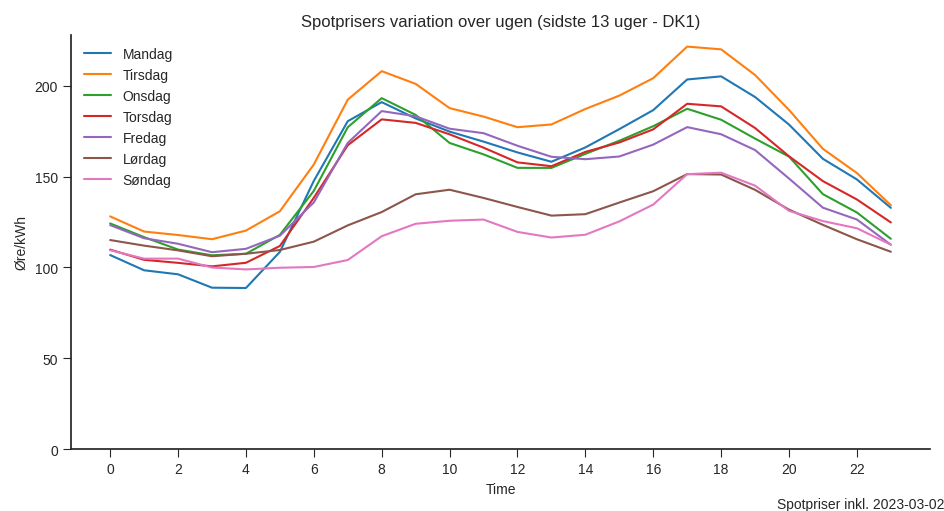 Spotprisers variation over ugen (sidste 13 uger - DK1)
Mandag
Tirsdag
Onsdag
Torsdag
Fredag
Lørdag
Søndag
Øre/kWh
200
150
100
50
0
0 2 4 6 8 10 12 14 16 18 20 22
Time
Spotpriser inkl. 2023-03-02